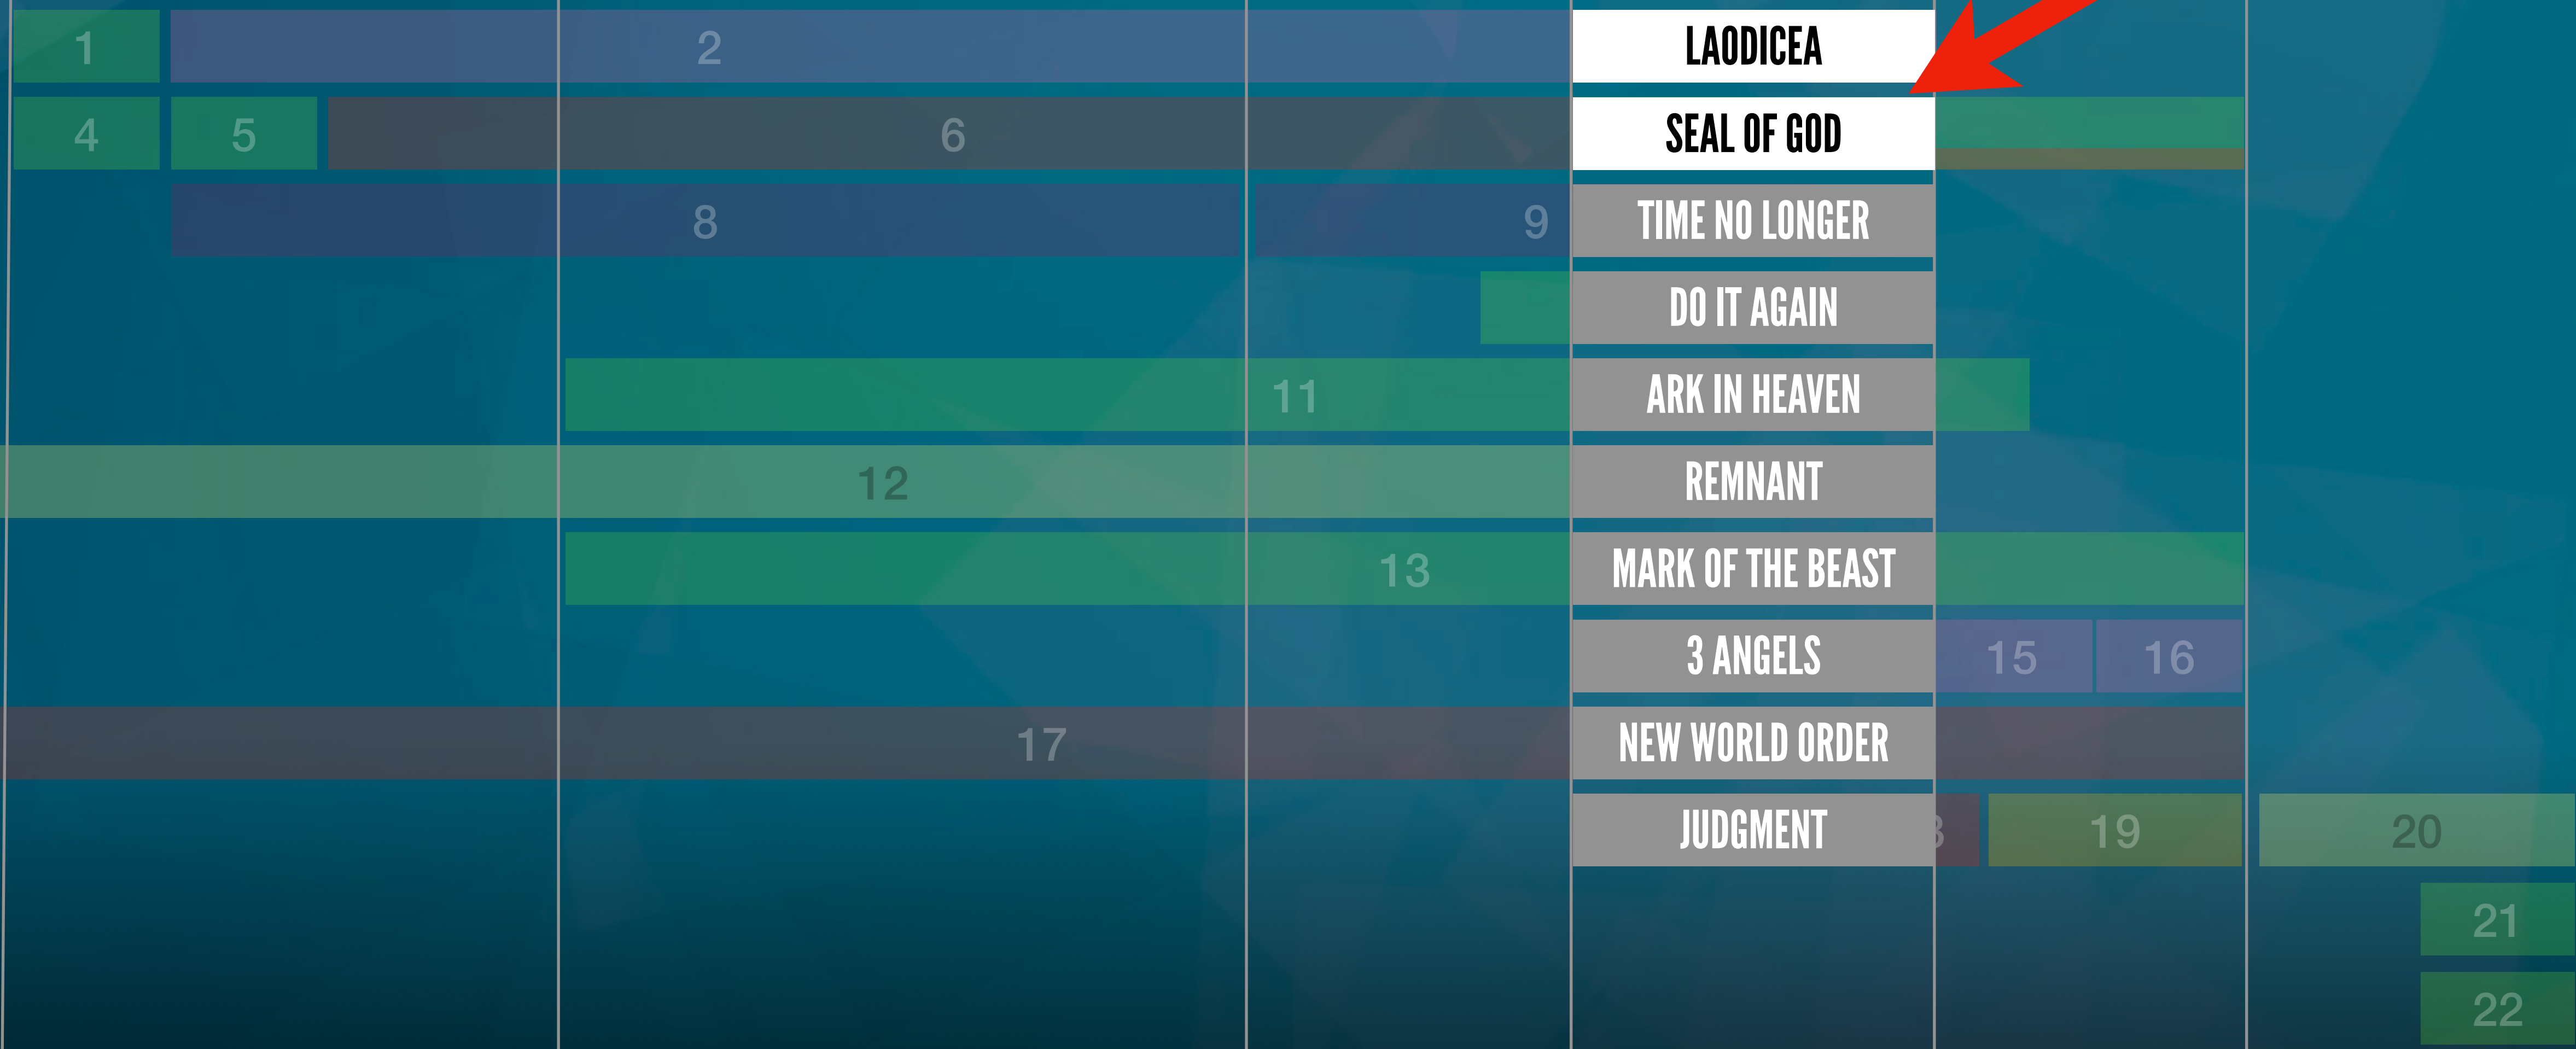 1 2 LAODICEA
4 5 6 SEAL OF GOD
8 9 TIME NO LONGER
DO IT AGAIN
11 ARK IN HEAVEN
12 REMNANT
13 MARK OF THE BEAST
3 ANGELS 15 16
17 NEW WORLD ORDER
JUDGMENT 19 20
21
22